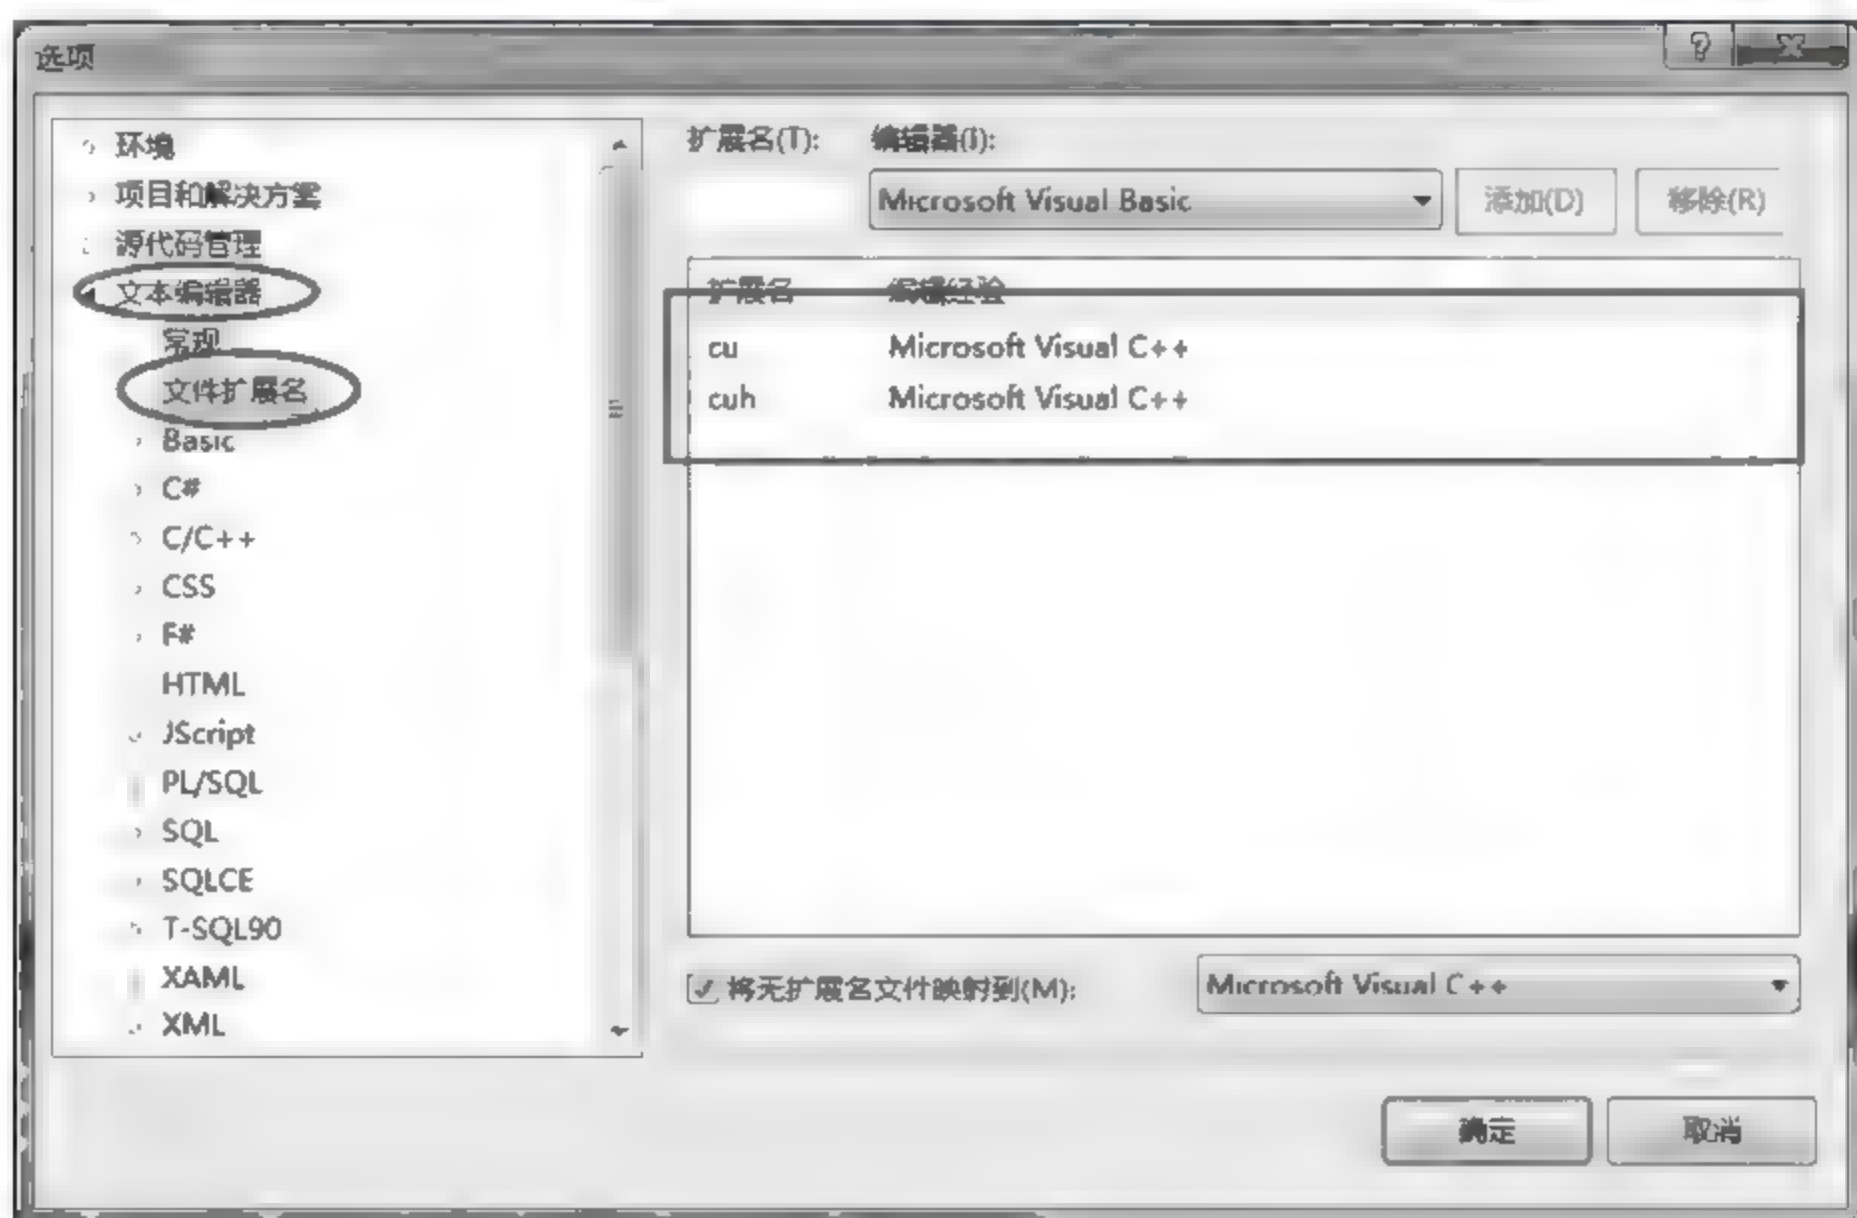 选项
环境
项目和解决方案
源代码管理
文本编辑器
常规
文件扩展名
Basic
C#
C/C++
CSS
F#
HTML
JScript
PL/SQL
SQL
SQLCE
T-SQL90
XAML
XML
扩展名(T): 编辑器(I):
Microsoft Visual Basic 添加(D) 移除(R)
扩展名 编辑经验
cu Microsoft Visual C++
cuh Microsoft Visual C++
将无扩展名文件映射到(M): Microsoft Visual C++
确定 取消